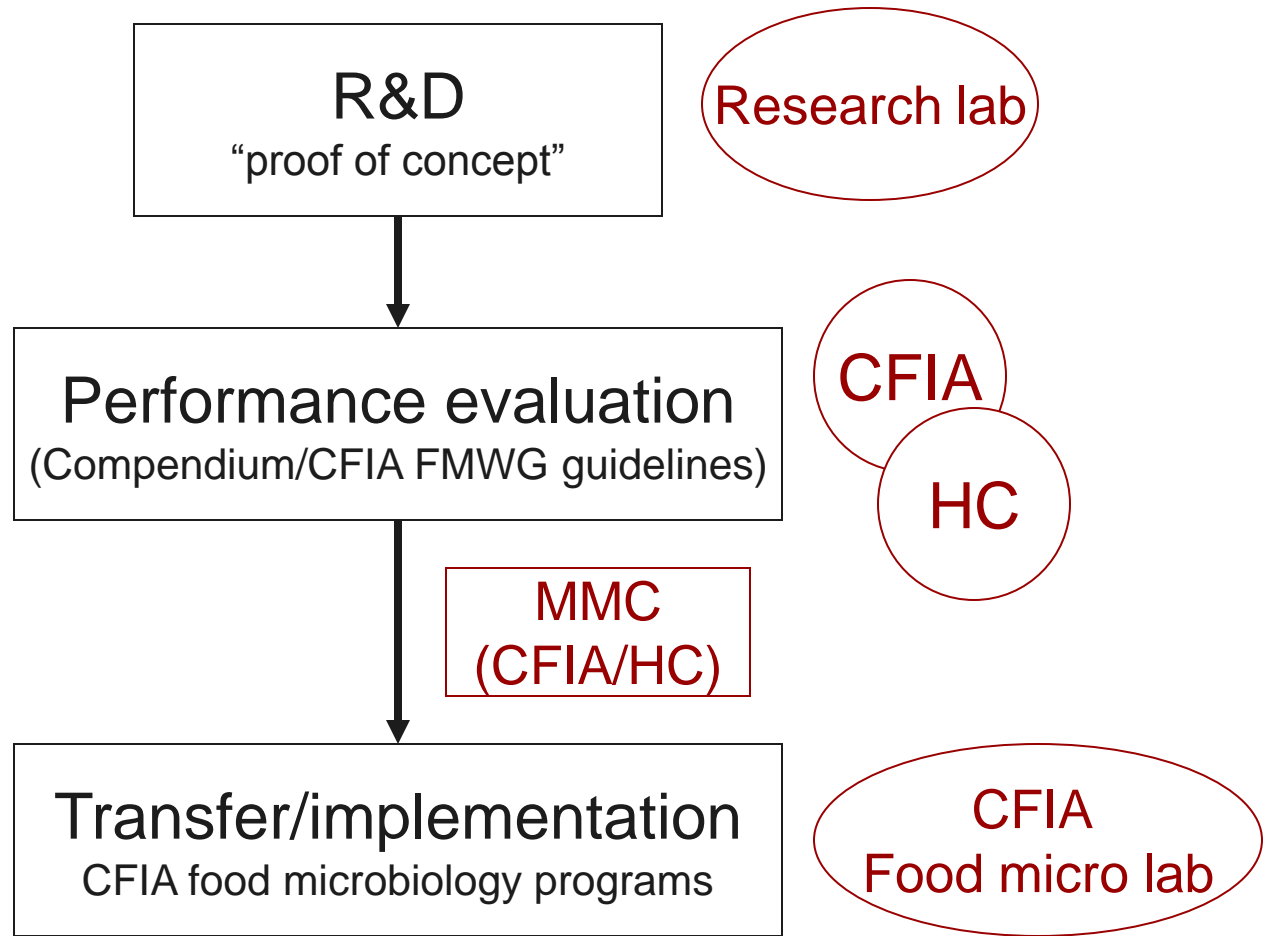 R&D
“proof of concept”
Research lab
Performance evaluation
(Compendium/CFIA FMWG guidelines)
CFIA
HC
MMC
(CFIA/HC)
Transfer/implementation
CFIA food microbiology programs
CFIA
Food micro lab